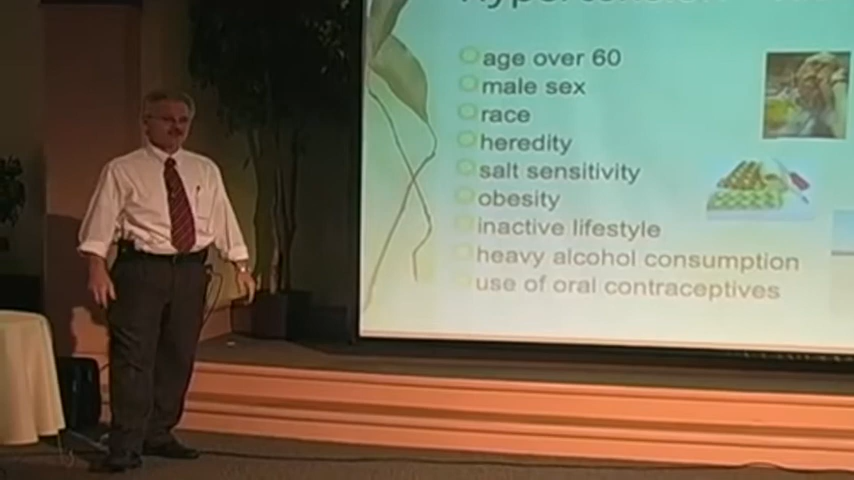 Hypertension
age over 60
male sex
race
heredity
salt sensitivity
obesity
inactive lifestyle
heavy alcohol consumption
use of oral contraceptives